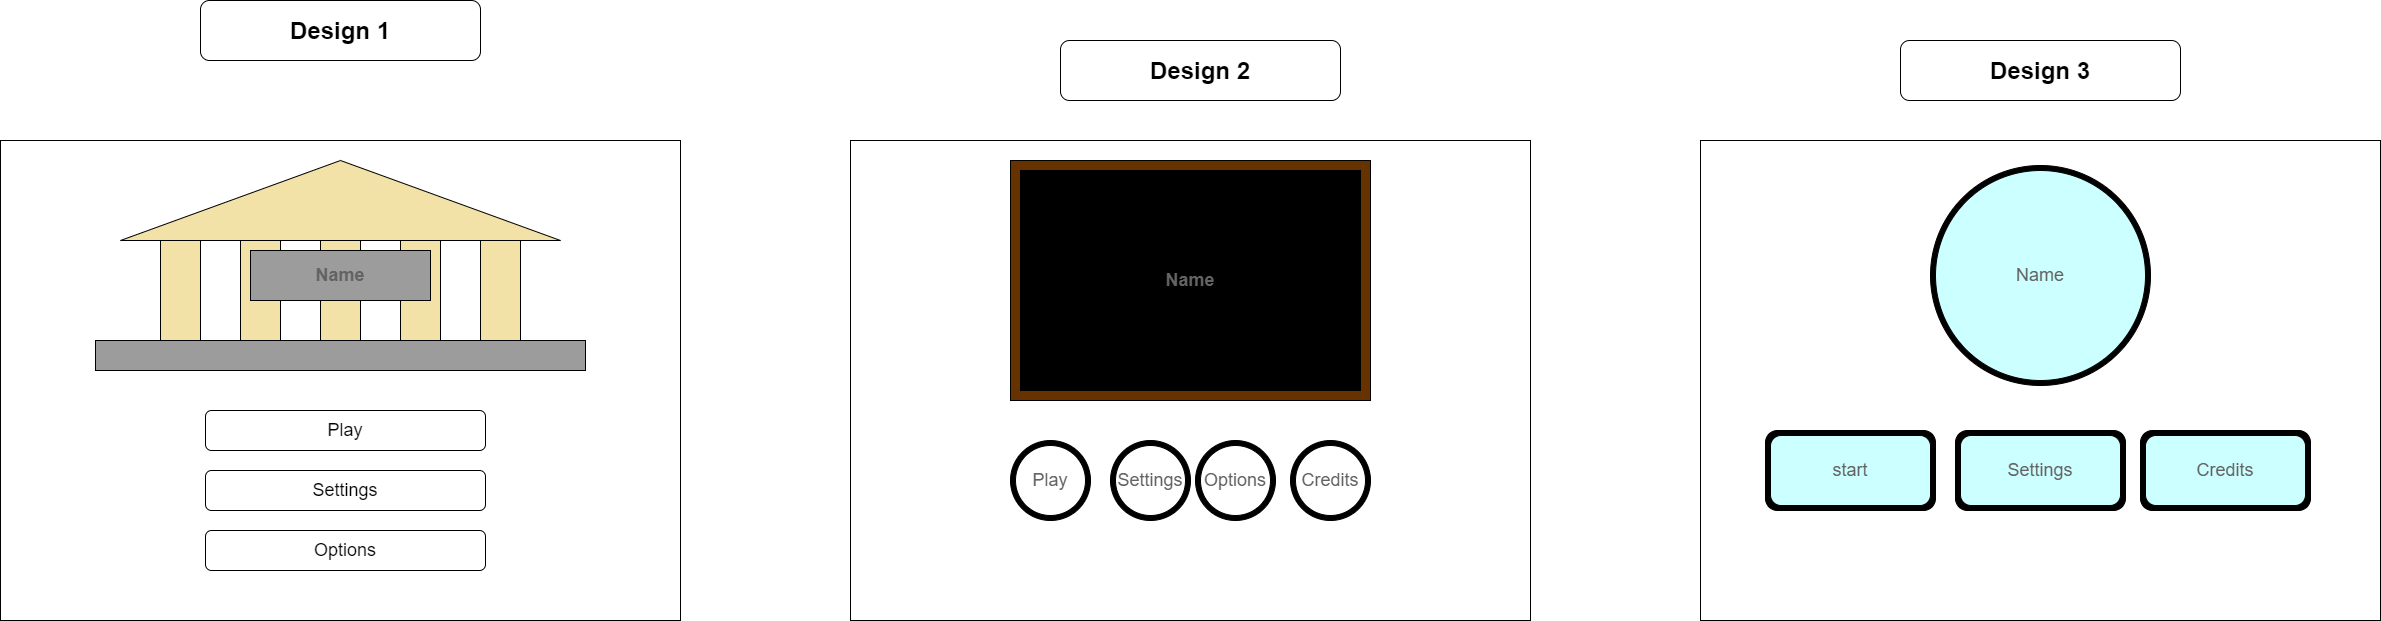 Design 1
Design 2
Design 3
Name
Play
Settings
Options
Name
Play
Settings
Options
Credits
Name
start
Settings
Credits